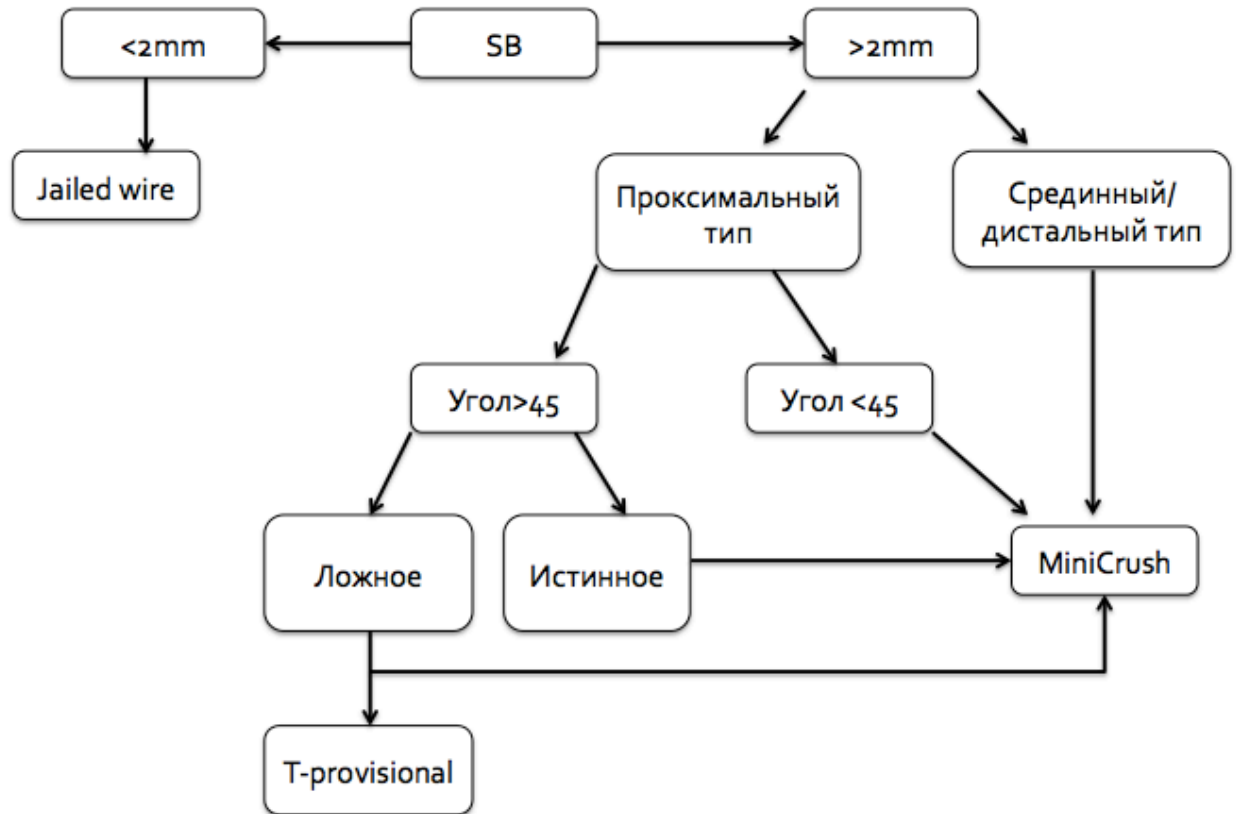 <2mm
SB
>2mm
Jailed wire
Проксимальный
тип
Срединный/
дистальный тип
Угол>45
Угол <45
Ложное
Истинное
MiniCrush
T-provisional